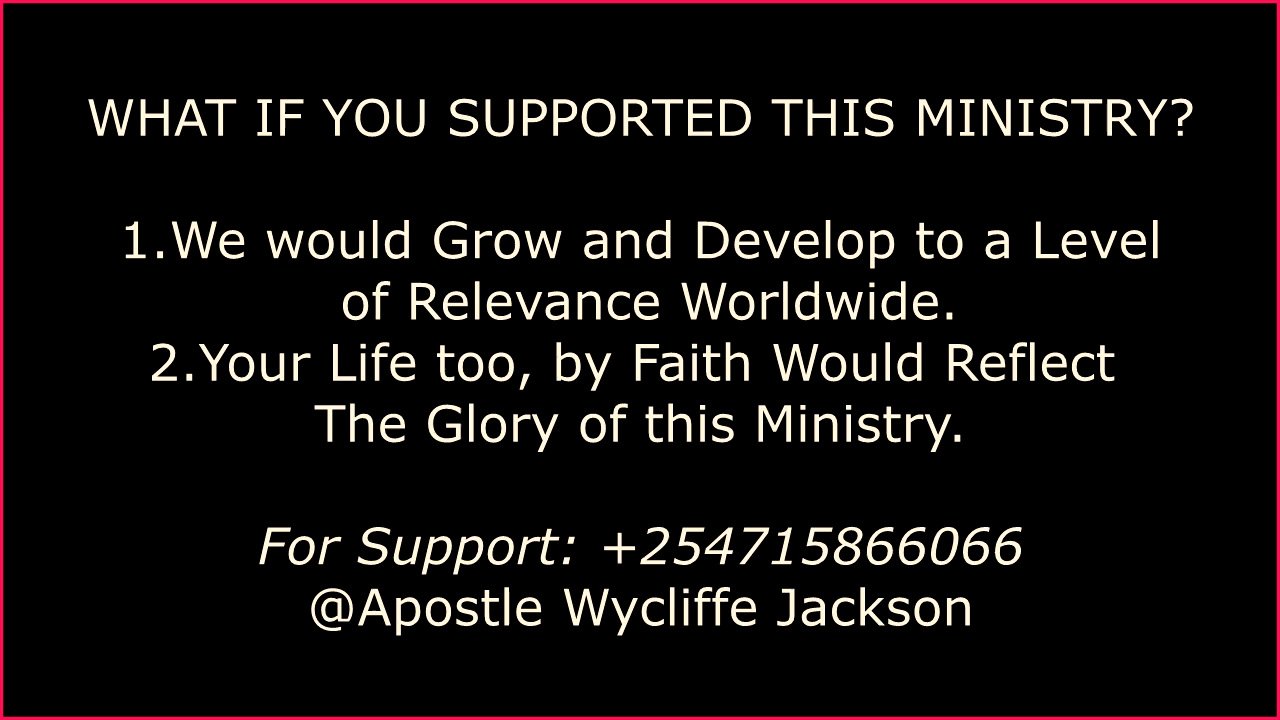 WHAT IF YOU SUPPORTED THIS MINISTRY?
1.We would Grow and Develop to a Level
of Relevance Worldwide.
2.Your Life too, by Faith Would Reflect
The Glory of this Ministry.
For Support: +254715866066
@Apostle Wycliffe Jackson